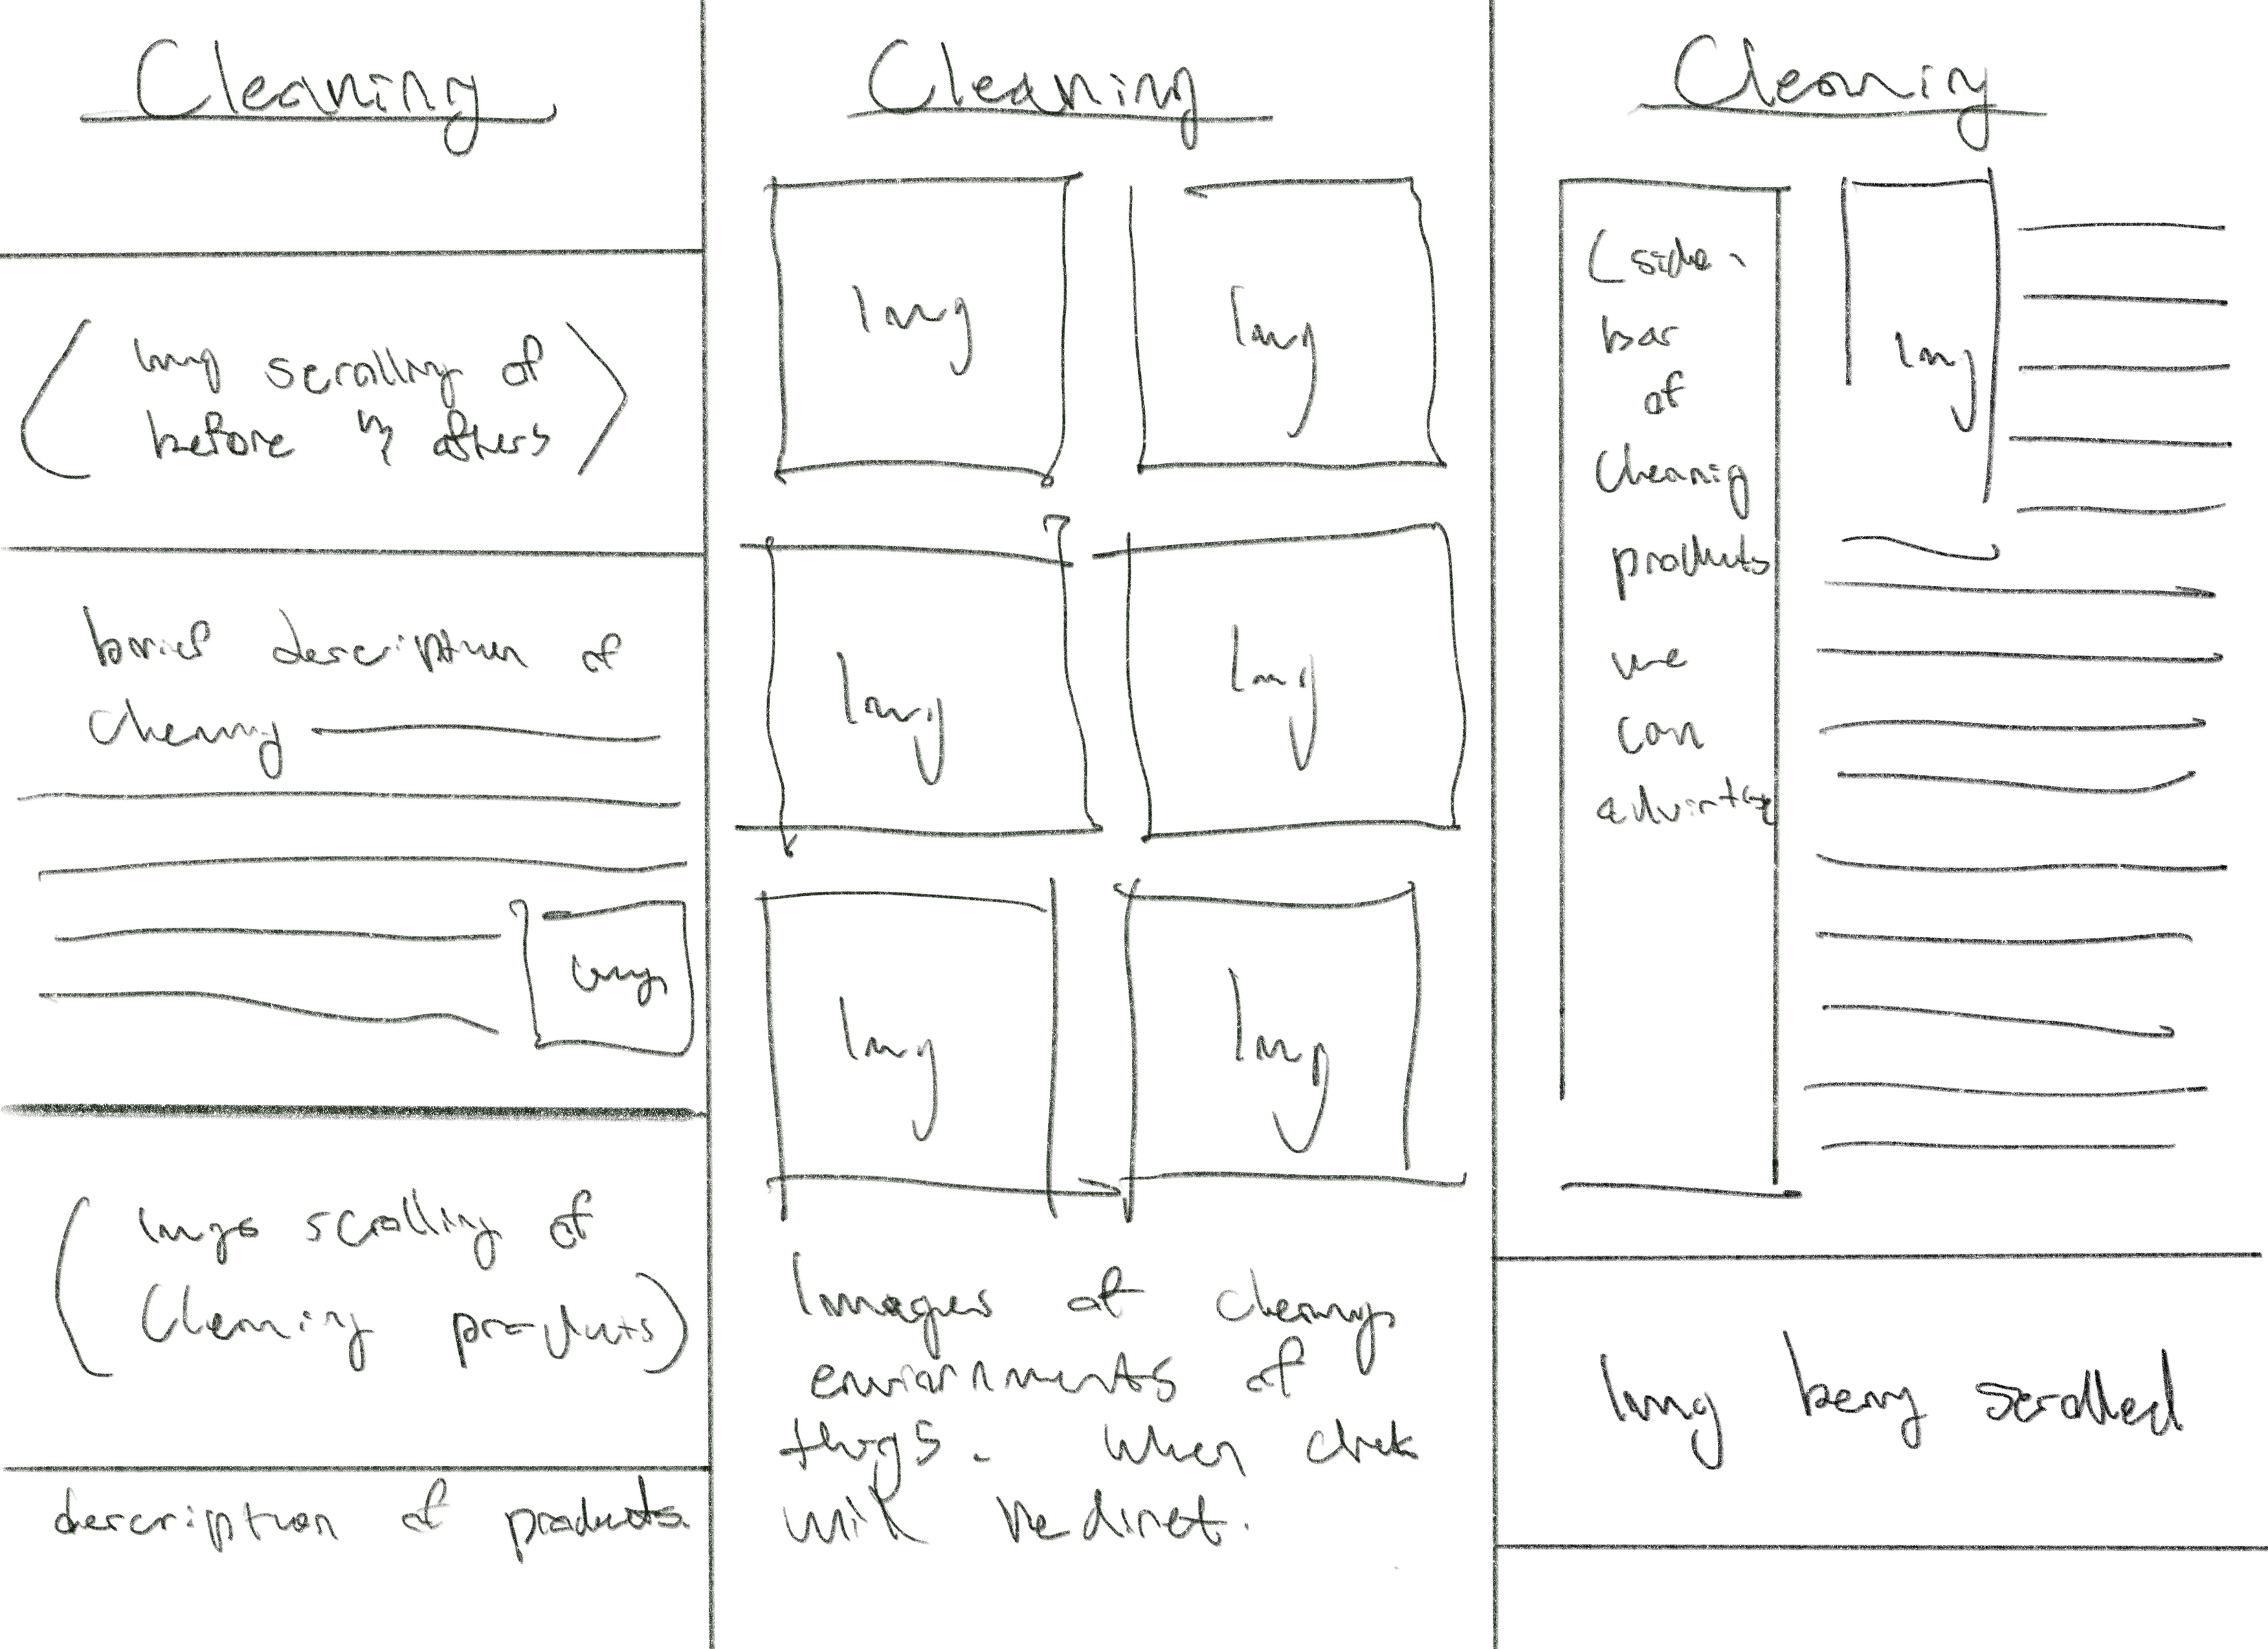 Cleaning
Img scrolling of
before & afters
brief description of
cleaning
img
Imgs scrolling of
Cleaning products
description of products
Cleaning
Img
Img
Img
Img
Img
Img
Images of cleaning
enviornments of
things. When click
will redirect.
Cleaning
(side-
bar
of
cleaning
products
we
can
Img
Img being scrolled